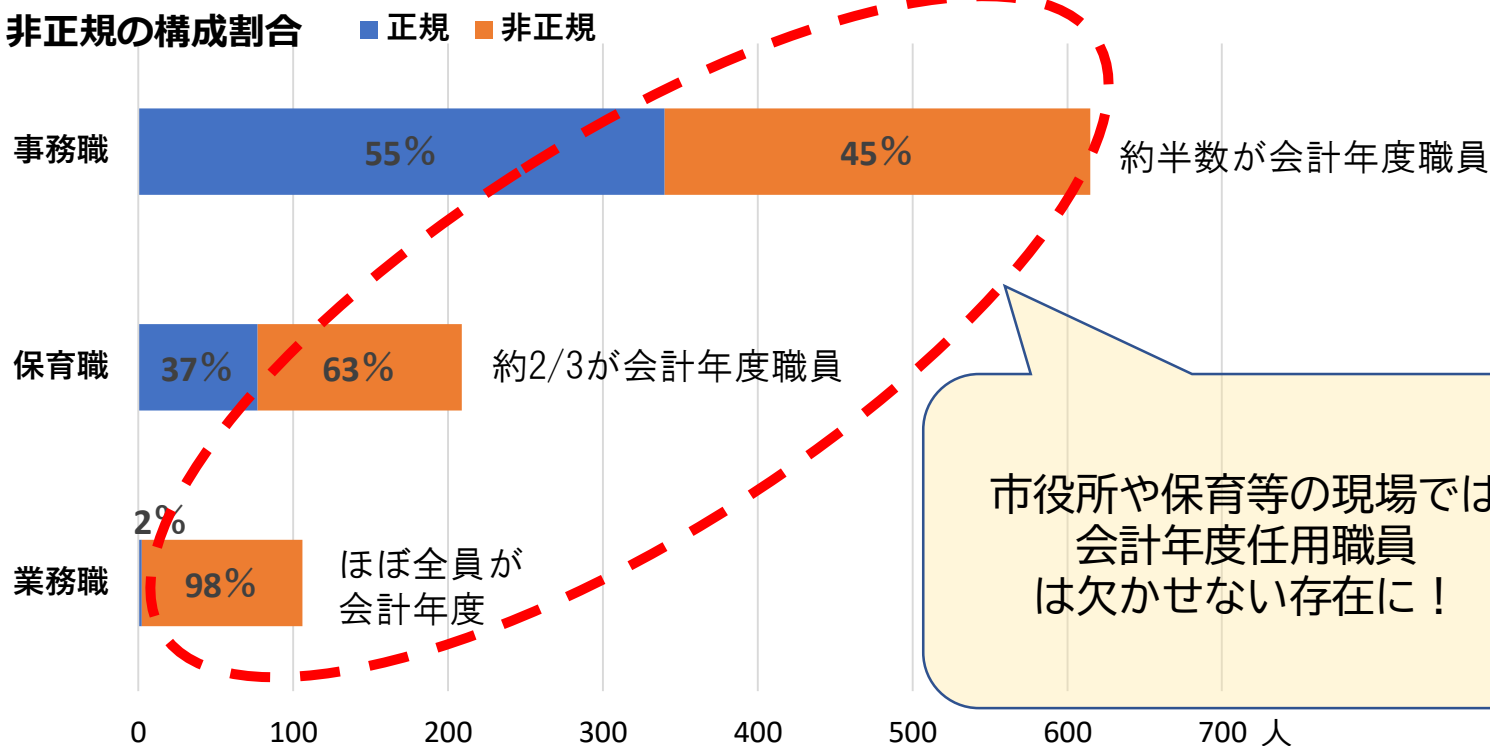 非正規の構成割合
正規 非正規
事務職 55% 45% 約半数が会計年度職員
保育職 37% 63% 約2/3が会計年度職員
2%
業務職 98%
ほぼ全員が
会計年度
市役所や保育等の現場では
会計年度任用職員
は欠かせない存在に！
0 100 200 300 400 500 600 700 人